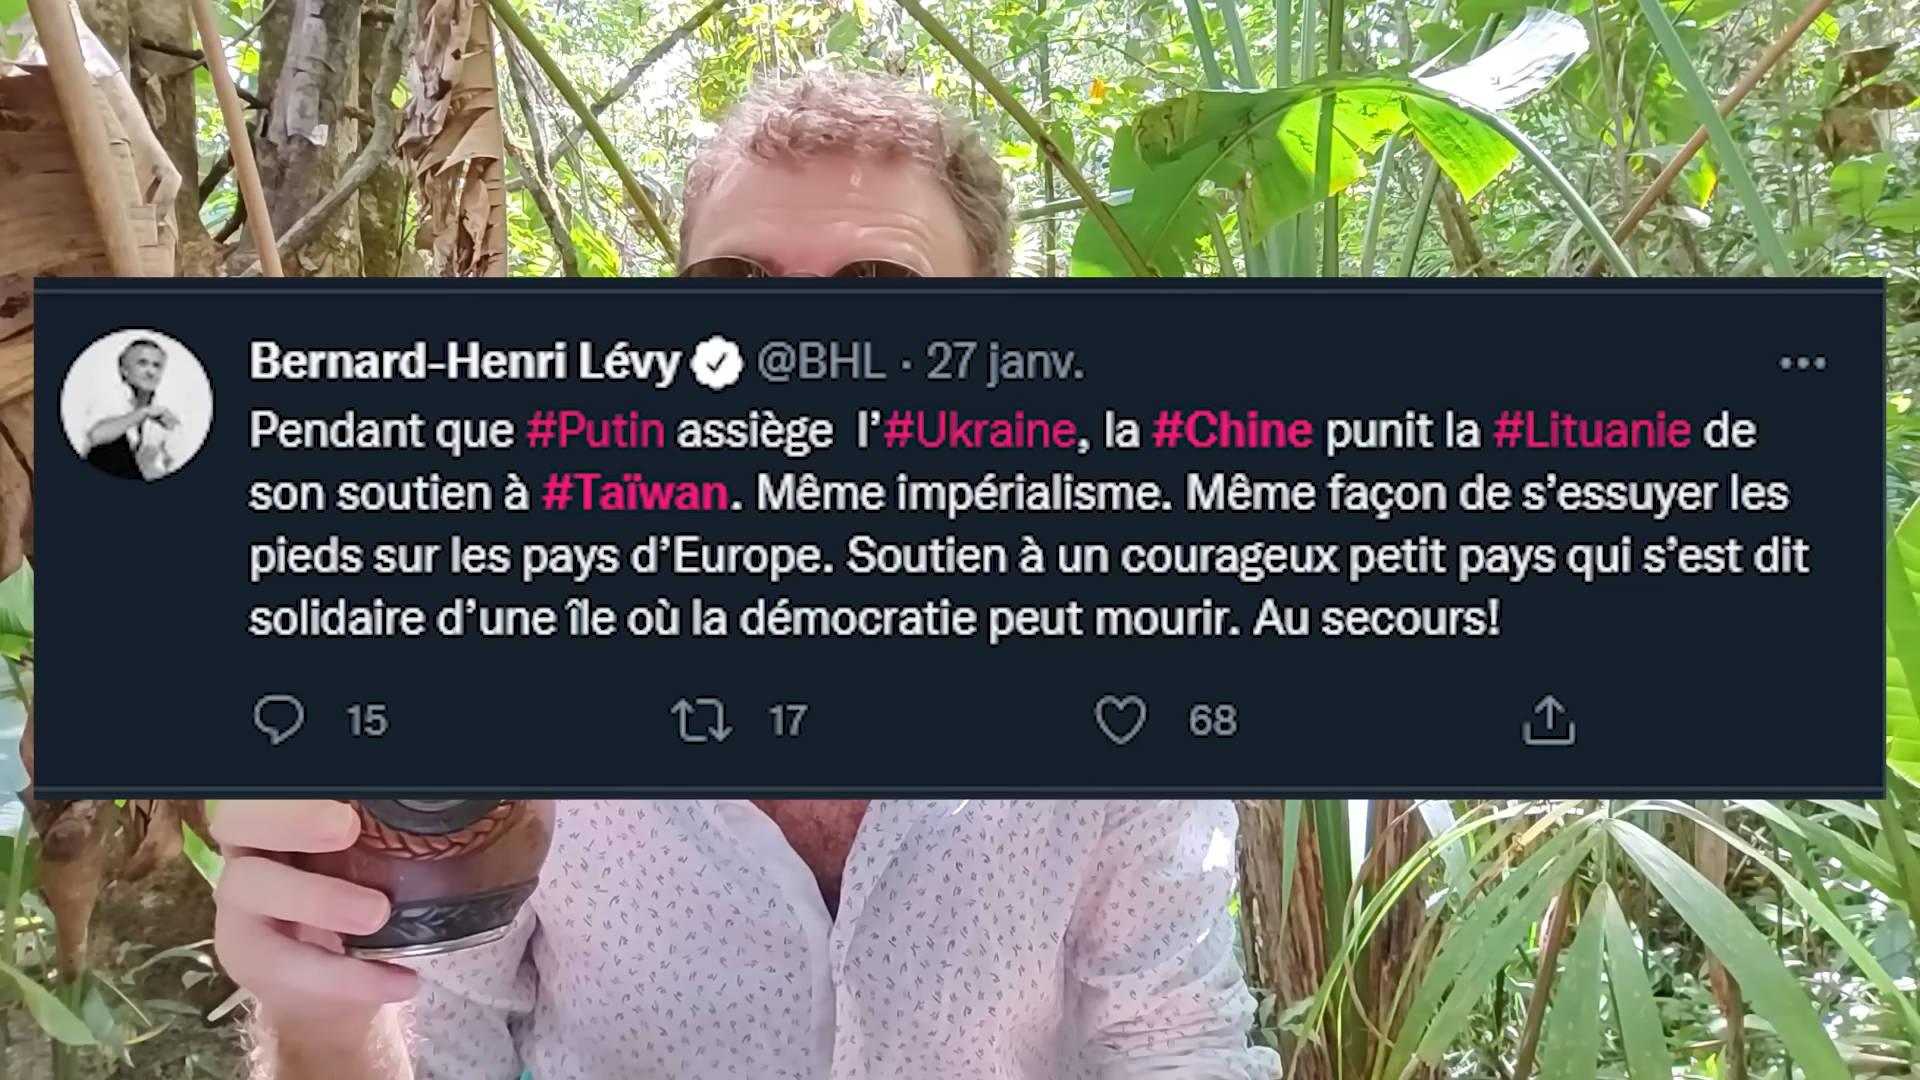 Bernard-Henri Lévy @BHL · 27 janv.
Pendant que #Putin assiège l’#Ukraine, la #Chine punit la #Lituanie de
son soutien à #Taïwan. Même impérialisme. Même façon de s’essuyer les
pieds sur les pays d’Europe. Soutien à un courageux petit pays qui s’est dit
solidaire d’une île où la démocratie peut mourir. Au secours!
15 17 68